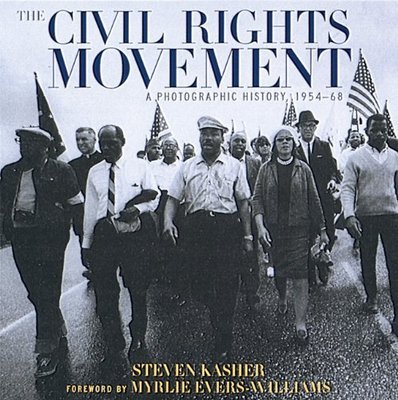 THE
CIVIL RIGHTS
MOVEMENT
A PHOTOGRAPHIC HISTORY, 1954–68
STEVEN KASHER
FOREWORD BY MYRLIE EVERS-WILLIAMS